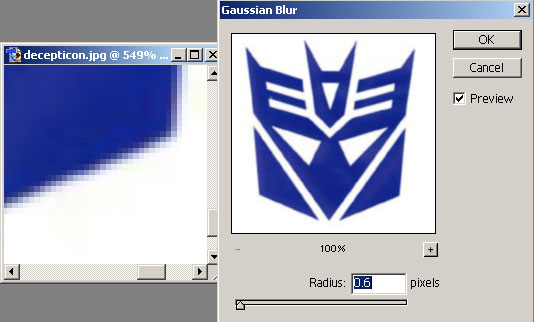 decepticon.jpg @ 549% ...
Gaussian Blur
OK
Cancel
Preview
100%
Radius: 0.6 pixels